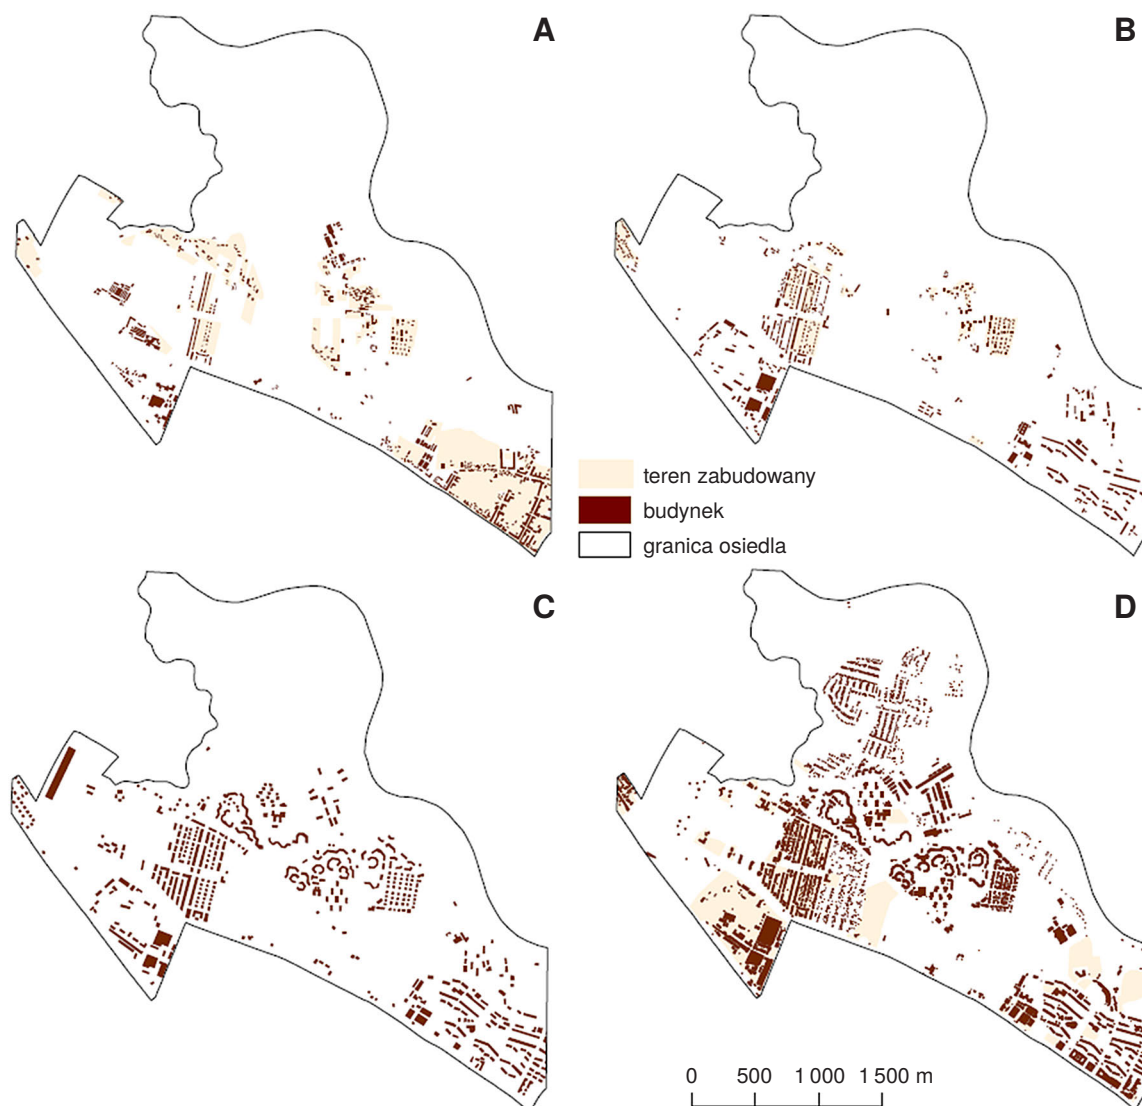 A
B
teren zabudowany
budynek
granica osiedla
C
D
0 500 1 000 1 500 m